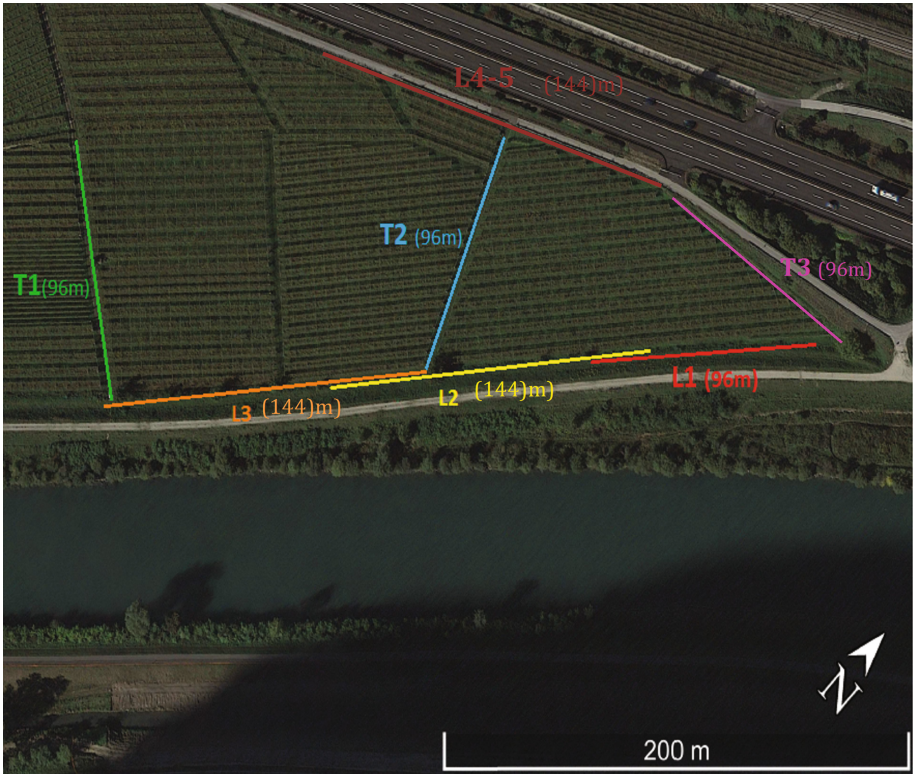 L4-5 (144)m)
T2 (96m)
T3 (96m)
T1(96m)
L1 (96m)
L2 (144)m)
L3 (144)m)
N
200 m